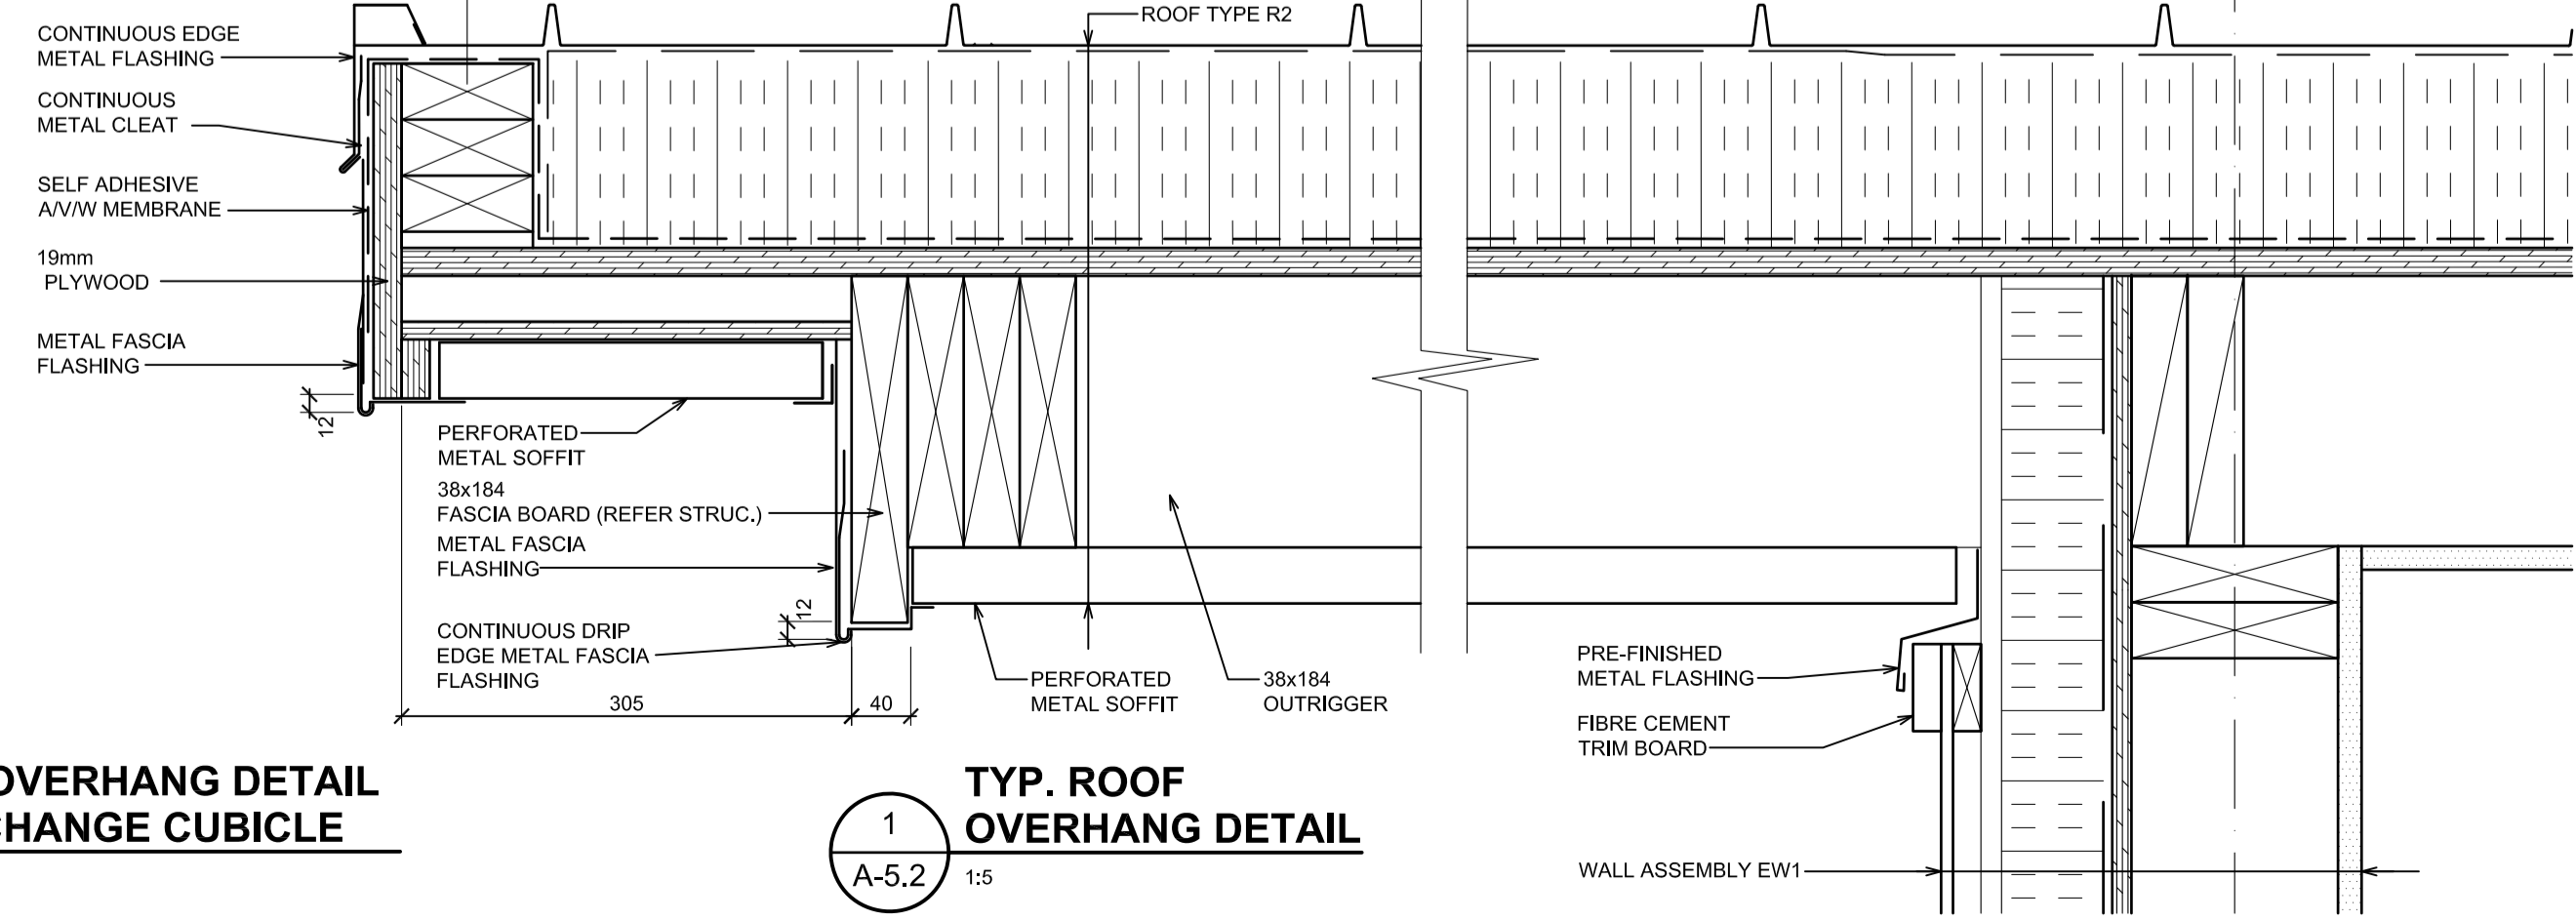 CONTINUOUS EDGE
METAL FLASHING
CONTINUOUS
METAL CLEAT
SELF ADHESIVE
A/V/W MEMBRANE
19mm
PLYWOOD
METAL FASCIA
FLASHING
12
ROOF TYPE R2
PERFORATED
METAL SOFFIT
38x184
FASCIA BOARD (REFER STRUC.)
METAL FASCIA
FLASHING
12
CONTINUOUS DRIP
EDGE METAL FASCIA
FLASHING
305
40
PERFORATED
METAL SOFFIT
38x184
OUTRIGGER
PRE-FINISHED
METAL FLASHING
FIBRE CEMENT
TRIM BOARD
WALL ASSEMBLY EW1
OVERHANG DETAIL
CHANGE CUBICLE
1
A-5.2
TYP. ROOF
OVERHANG DETAIL
1:5